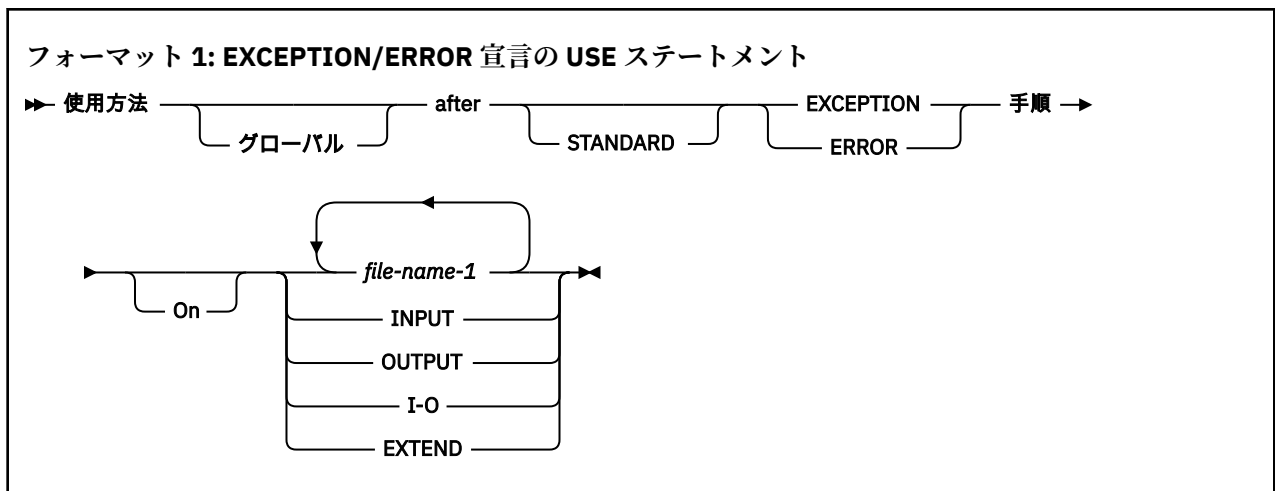 フォーマット 1: EXCEPTION/ERROR 宣言の USE ステートメント
使用方法 after EXCEPTION 手順
グローバル STANDARD ERROR
file-name-1
On
INPUT
OUTPUT
I-O
EXTEND